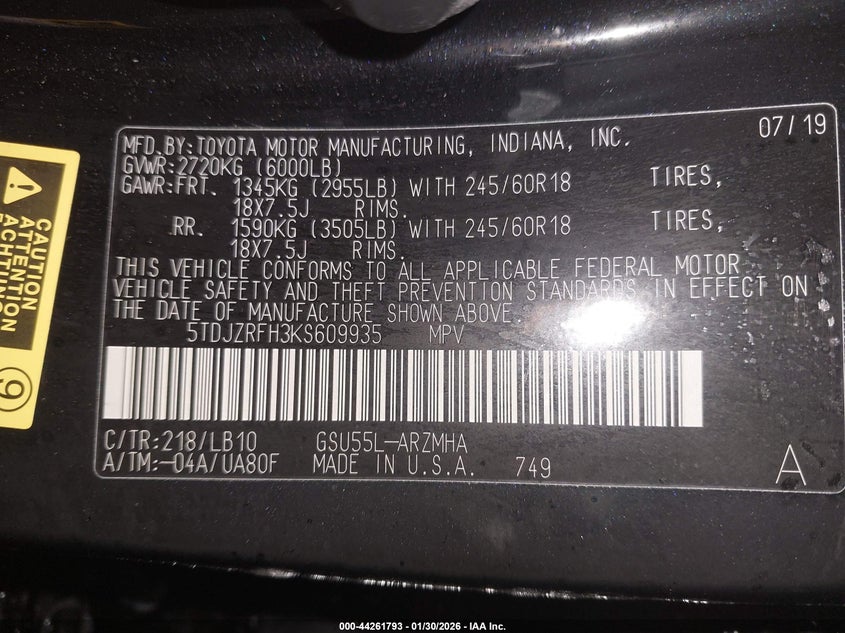 07/19
MFD.BY:TOYOTA MOTOR MANUFACTURING, INDIANA, INC.
GVWR:2720KG (6000LB)
GAWR:FRT. 1345KG (2955LB) WITH 245/60R18 TIRES,
18X7.5J RIMS.
RR. 1590KG (3505LB) WITH 245/60R18 TIRES,
18X7.5J RIMS.
THIS VEHICLE CONFORMS TO ALL APPLICABLE FEDERAL MOTOR
VEHICLE SAFETY AND THEFT PREVENTION STANDARDS IN EFFECT ON
THE DATE OF MANUFACTURE SHOWN ABOVE.
5TDJZRFH3KS609935 MPV
C/TR:218/LB10 GSU55L-ARZMHA
A/TM:-04A/UA80F MADE IN U.S.A. 749
A
CAUTION
ATTENTION
ACHTUNG
9
000-44261793 - 01/30/2026 - IAA Inc.